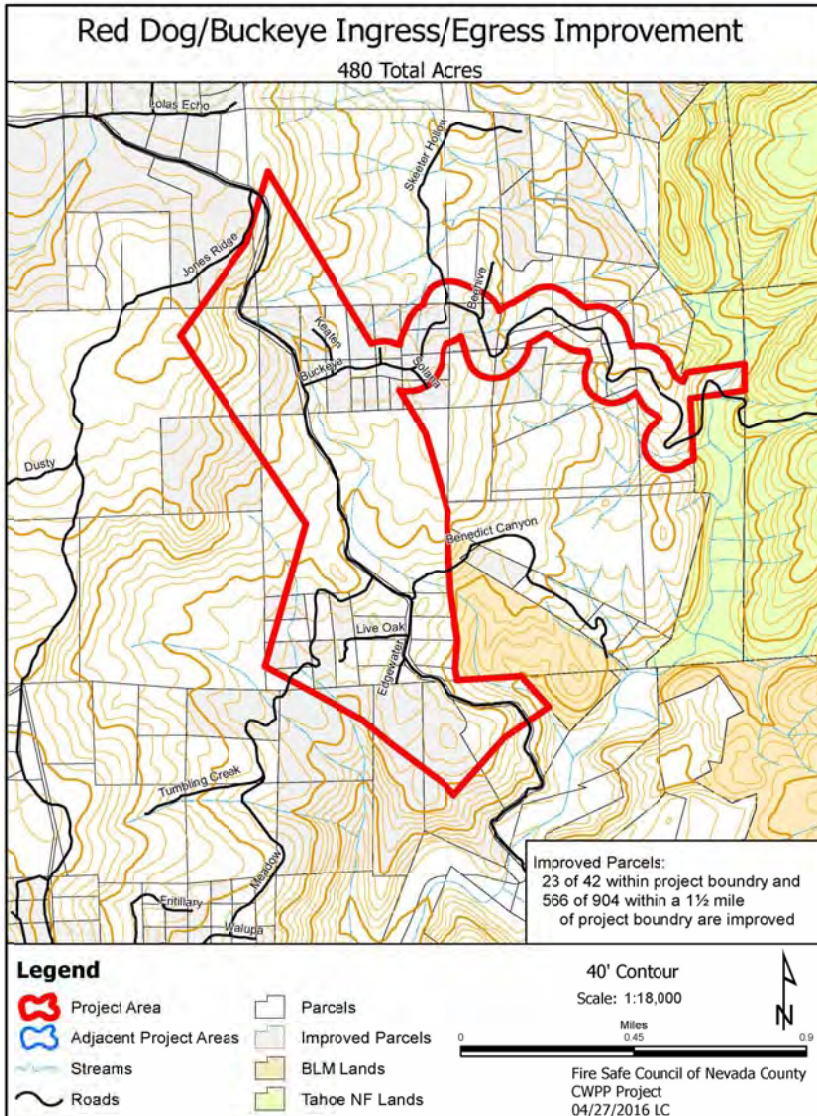 Red Dog/Buckeye Ingress/Egress Improvement
480 Total Acres
Lolas Echo
Skeeter Hollow
Jones Ridge
Beehive
Keaten
Buckeye
Solaria
Dusty
Benedict Canyon
Live Oak
Edgewater
Tumbling Creek
Meadow
Fritillary
Walupa
Improved Parcels:
23 of 42 within project boundry and
566 of 904 within a 1½ mile
of project boundry are improved
Legend
Project Area
Adjacent Project Areas
Streams
Roads
Parcels
Improved Parcels
BLM Lands
Tahoe NF Lands
40' Contour
Scale: 1:18,000
N
Miles
0 0.45 0.9
Fire Safe Council of Nevada County
CWPP Project
04/27/2016 LC